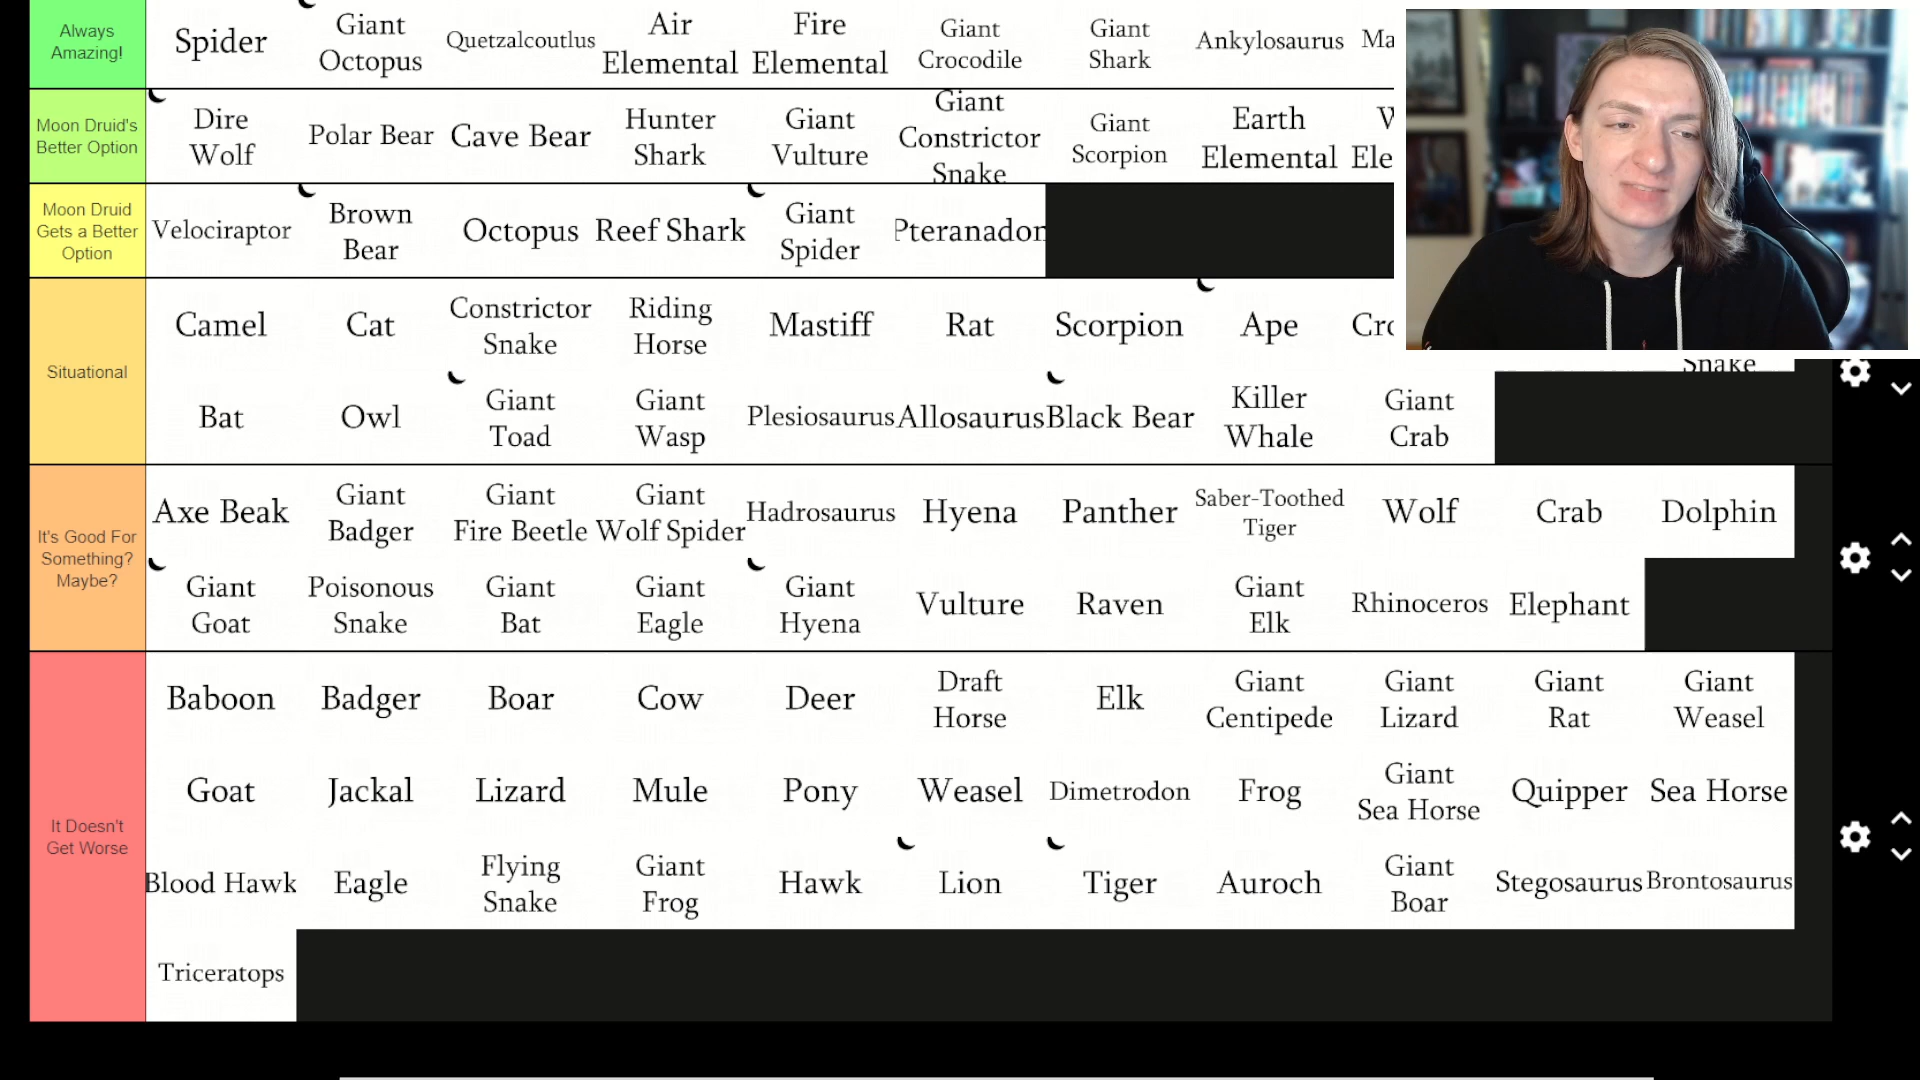 Always
Amazing!
Spider
Giant
Octopus
Quetzalcoutlus
Air
Elemental
Fire
Elemental
Giant
Crocodile
Giant
Shark
Ankylosaurus
Ma
Moon Druid's
Better Option
Dire
Wolf
Polar Bear
Cave Bear
Hunter
Shark
Giant
Vulture
Giant
Constrictor
Snake
Giant
Scorpion
Earth
Elemental
W
Ele
Moon Druid
Gets a Better
Option
Velociraptor
Brown
Bear
Octopus
Reef Shark
Giant
Spider
Pteranadon
Situational
Camel
Cat
Constrictor
Snake
Riding
Horse
Mastiff
Rat
Scorpion
Ape
Cro
Snake
Bat
Owl
Giant
Toad
Giant
Wasp
Plesiosaurus
Allosaurus
Black Bear
Killer
Whale
Giant
Crab
It's Good For
Something?
Maybe?
Axe Beak
Giant
Badger
Giant
Fire Beetle
Giant
Wolf Spider
Hadrosaurus
Hyena
Panther
Saber-Toothed
Tiger
Wolf
Crab
Dolphin
Giant
Goat
Poisonous
Snake
Giant
Bat
Giant
Eagle
Giant
Hyena
Vulture
Raven
Giant
Elk
Rhinoceros
Elephant
It Doesn't
Get Worse
Baboon
Badger
Boar
Cow
Deer
Draft
Horse
Elk
Giant
Centipede
Giant
Lizard
Giant
Rat
Giant
Weasel
Goat
Jackal
Lizard
Mule
Pony
Weasel
Dimetrodon
Frog
Giant
Sea Horse
Quipper
Sea Horse
Blood Hawk
Eagle
Flying
Snake
Giant
Frog
Hawk
Lion
Tiger
Auroch
Giant
Boar
Stegosaurus
Brontosaurus
Triceratops